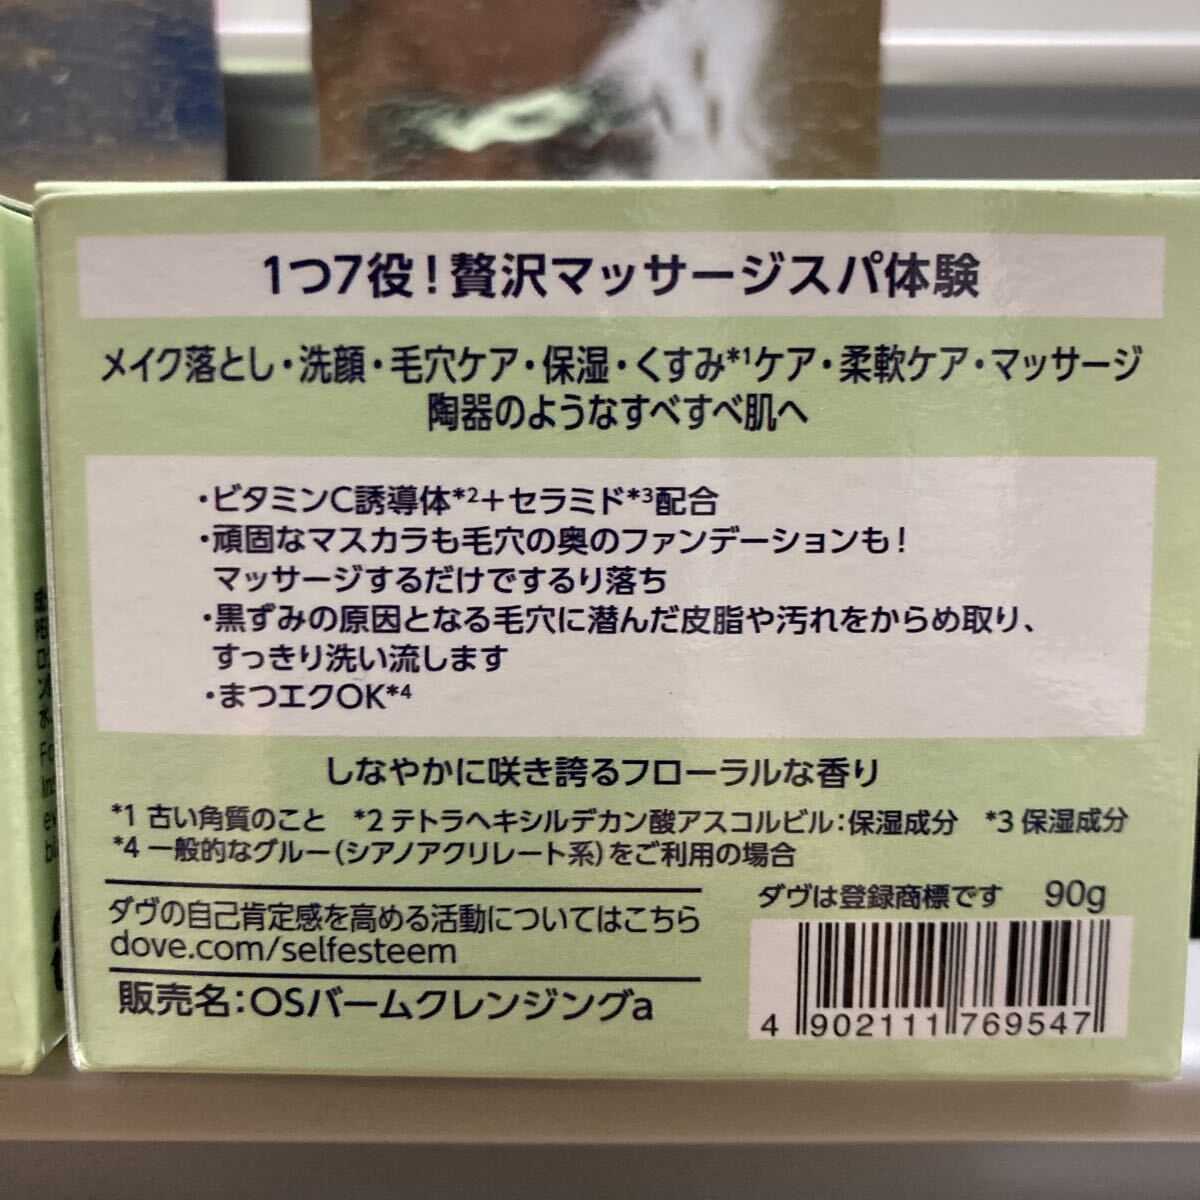 1つ7役!贅沢マッサージスパ体験
メイク落とし・洗顔・毛穴ケア・保湿・くすみ*1ケア・柔軟ケア・マッサージ
陶器のようなすべすべ肌へ
・ビタミンC誘導体*2+セラミド*3配合
・頑固なマスカラも毛穴の奥のファンデーションも!
マッサージするだけでするり落ち
・黒ずみの原因となる毛穴に潜んだ皮脂や汚れをからめ取り、
すっきり洗い流します
・まつエクOK*4
しなやかに咲き誇るフローラルな香り
*1 古い角質のこと *2 テトラヘキシルデカン酸アスコルビル:保湿成分 *3 保湿成分
*4 一般的なグルー(シアノアクリレート系)をご利用の場合
ダヴの自己肯定感を高める活動についてはこちら
dove.com/selfesteem
販売名:OSバームクレンジングa
ダヴは登録商標です 90g
4 902111 769547